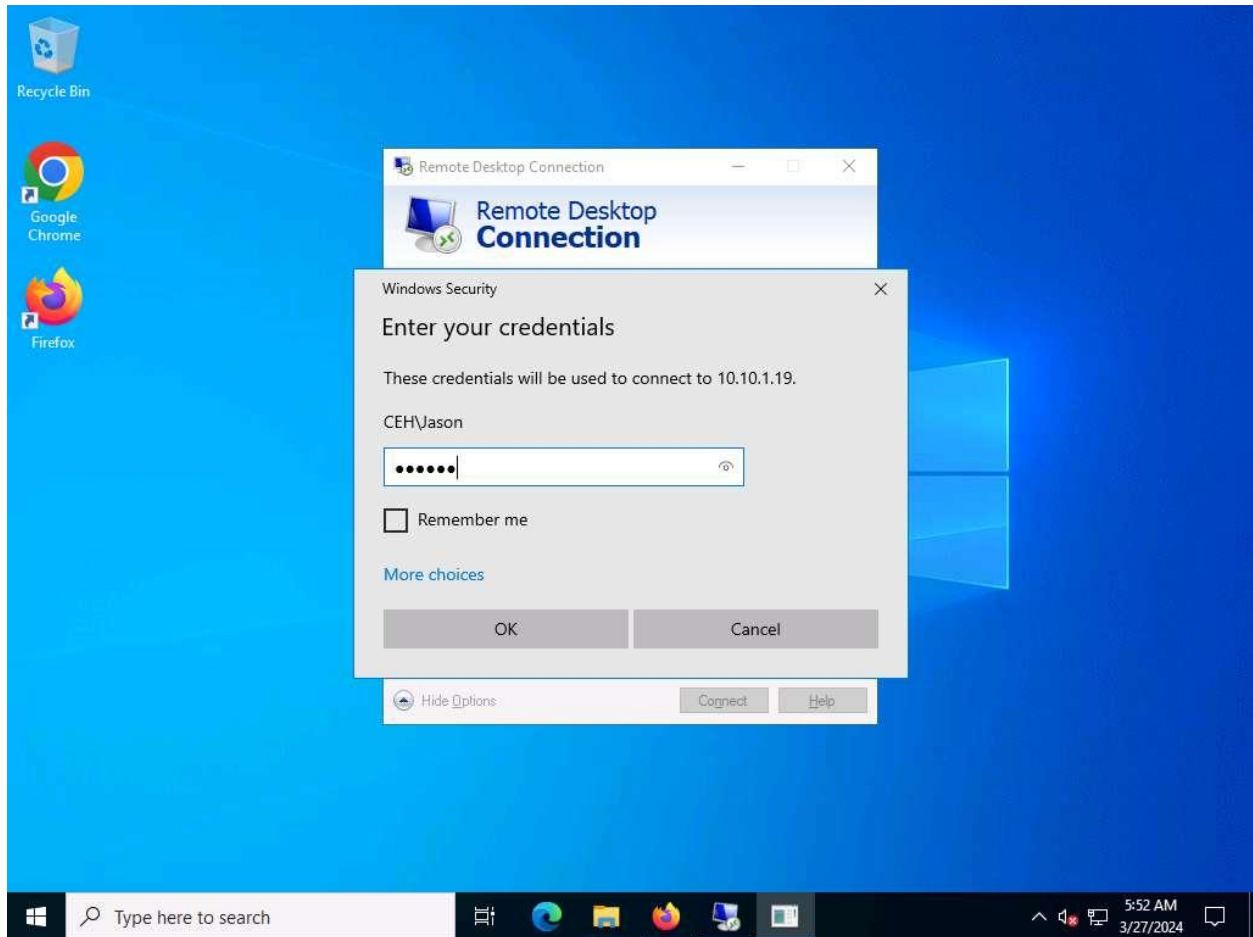 Recycle Bin
Google
Chrome
Firefox
Remote Desktop Connection
Remote Desktop
Connection
Windows Security
Enter your credentials
These credentials will be used to connect to 10.10.1.19.
CEH\Jason
••••••
Remember me
More choices
OK Cancel
Hide Options Connect Help
Type here to search
5:52 AM
3/27/2024